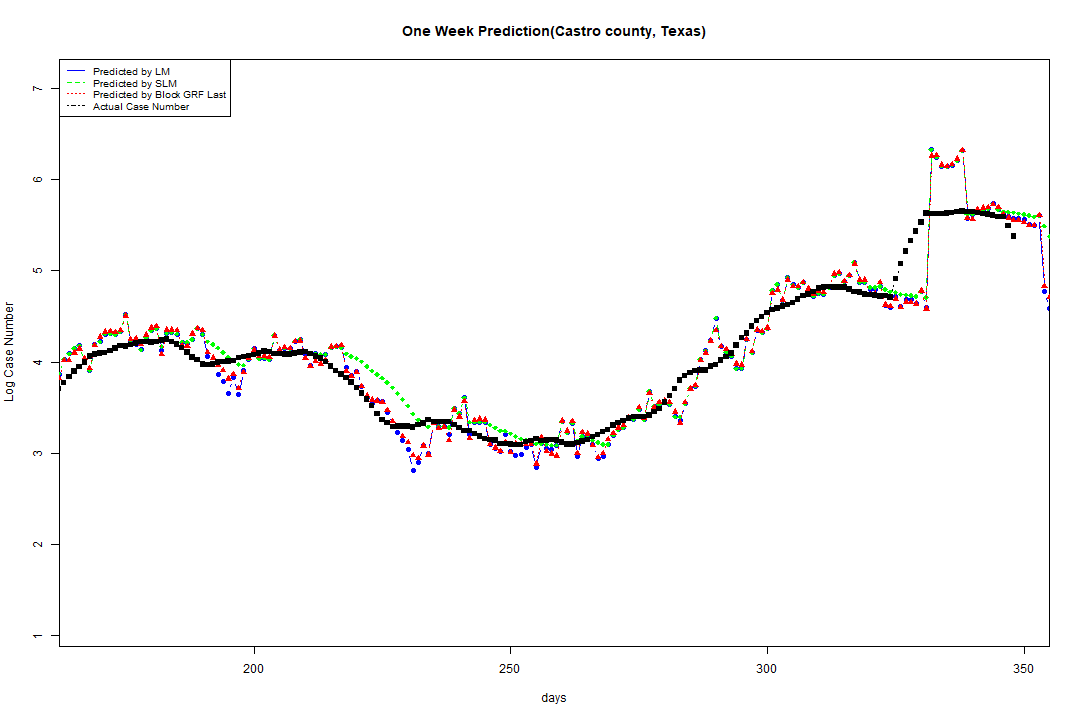 One Week Prediction(Castro county, Texas)
Predicted by LM
Predicted by SLM
Predicted by Block GRF Last
Actual Case Number
7
6
5
4
3
2
1
Log Case Number
200 250 300 350
days